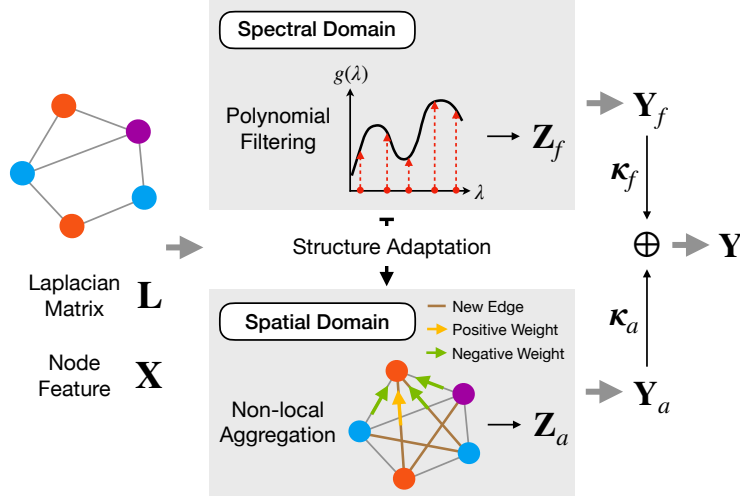 Spectral Domain
g(λ)
Polynomial
Filtering
Z_f
λ
Y_f
κ_f
Structure Adaptation
⊕
Y
Laplacian
Matrix
L
Node
Feature
X
Spatial Domain
New Edge
Positive Weight
Negative Weight
Non-local
Aggregation
Z_a
κ_a
Y_a